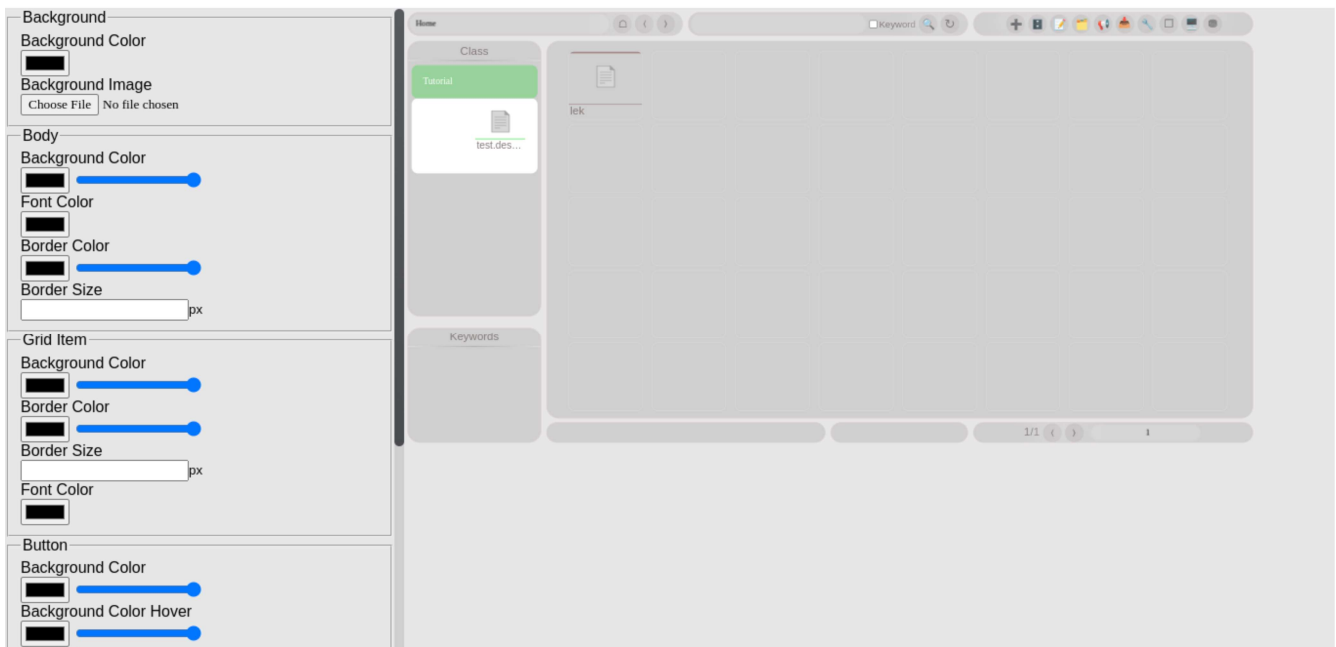 Background
Background Color
Background Image
Choose File No file chosen
Body
Background Color
Font Color
Border Color
Border Size
px
Grid Item
Background Color
Border Color
Border Size
px
Font Color
Button
Background Color
Background Color Hover
Home
Keyword
Class
Tutorial
test.des...
Keywords
lek
1/1
1